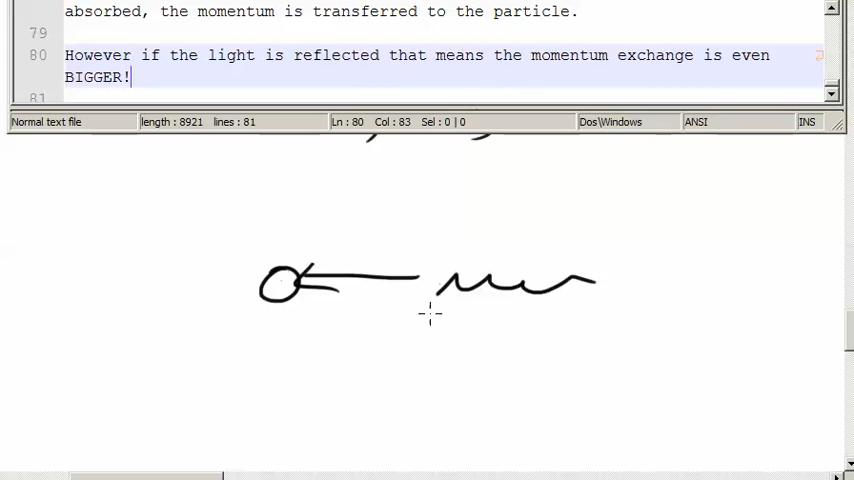 absorbed, the momentum is transferred to the particle.
79
80 However if the light is reflected that means the momentum exchange is even
BIGGER!
81
Normal text file length : 8921 lines : 81 Ln : 80 Col : 83 Sel : 0 | 0 Dos\Windows ANSI INS